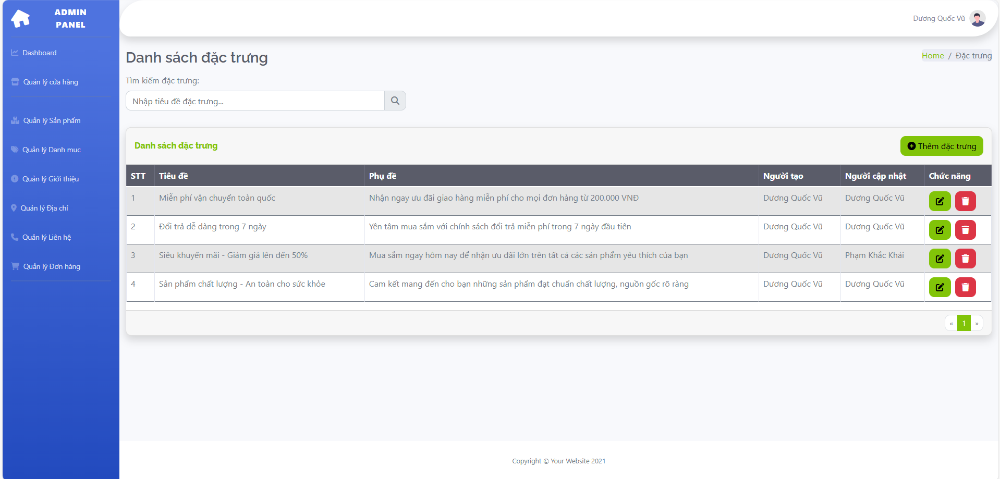 ADMIN
PANEL
Dashboard
Quản lý cửa hàng
Quản lý Sản phẩm
Quản lý Danh mục
Quản lý Giới thiệu
Quản lý Địa chỉ
Quản lý Liên hệ
Quản lý Đơn hàng
Dương Quốc Vũ
Danh sách đặc trưng
Home / Đặc trưng
Tìm kiếm đặc trưng:
Nhập tiêu đề đặc trưng...
Danh sách đặc trưng
Thêm đặc trưng
STT Tiêu đề Phụ đề Người tạo Người cập nhật Chức năng
1 Miễn phí vận chuyển toàn quốc Nhận ngay ưu đãi giao hàng miễn phí cho mọi đơn hàng từ 200.000 VNĐ Dương Quốc Vũ Dương Quốc Vũ
2 Đổi trả dễ dàng trong 7 ngày Yên tâm mua sắm với chính sách đổi trả miễn phí trong 7 ngày đầu tiên Dương Quốc Vũ Dương Quốc Vũ
3 Siêu khuyến mãi - Giảm giá lên đến 50% Mua sắm ngay hôm nay để nhận ưu đãi lớn trên tất cả các sản phẩm yêu thích của bạn Dương Quốc Vũ Phạm Khắc Khải
4 Sản phẩm chất lượng - An toàn cho sức khỏe Cam kết mang đến cho bạn những sản phẩm đạt chuẩn chất lượng, nguồn gốc rõ ràng Dương Quốc Vũ Dương Quốc Vũ
« 1 »
Copyright © Your Website 2021